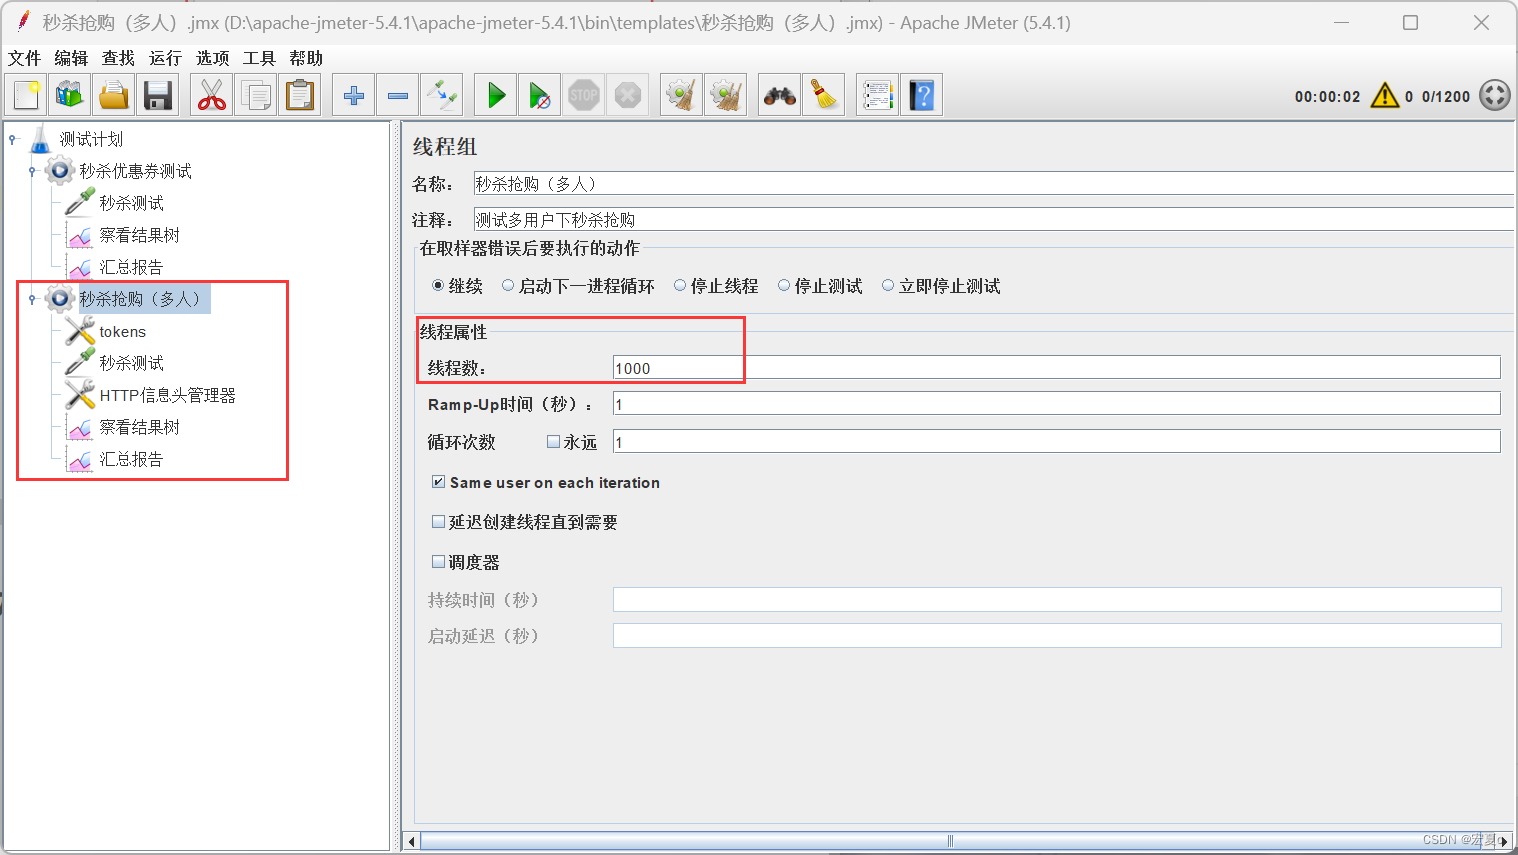 秒杀抢购（多人）.jmx (D:\apache-jmeter-5.4.1\apache-jmeter-5.4.1\bin\templates\秒杀抢购（多人）.jmx) - Apache JMeter (5.4.1)
文件 编辑 查找 运行 选项 工具 帮助
STOP
00:00:02 0 0/1200
测试计划
秒杀优惠券测试
秒杀测试
察看结果树
汇总报告
秒杀抢购（多人）
tokens
秒杀测试
HTTP信息头管理器
察看结果树
汇总报告
线程组
名称： 秒杀抢购（多人）
注释： 测试多用户下秒杀抢购
在取样器错误后要执行的动作
继续 启动下一进程循环 停止线程 停止测试 立即停止测试
线程属性
线程数： 1000
Ramp-Up时间（秒）： 1
循环次数 永远 1
Same user on each iteration
延迟创建线程直到需要
调度器
持续时间（秒）
启动延迟（秒）
CSDN @宏夏